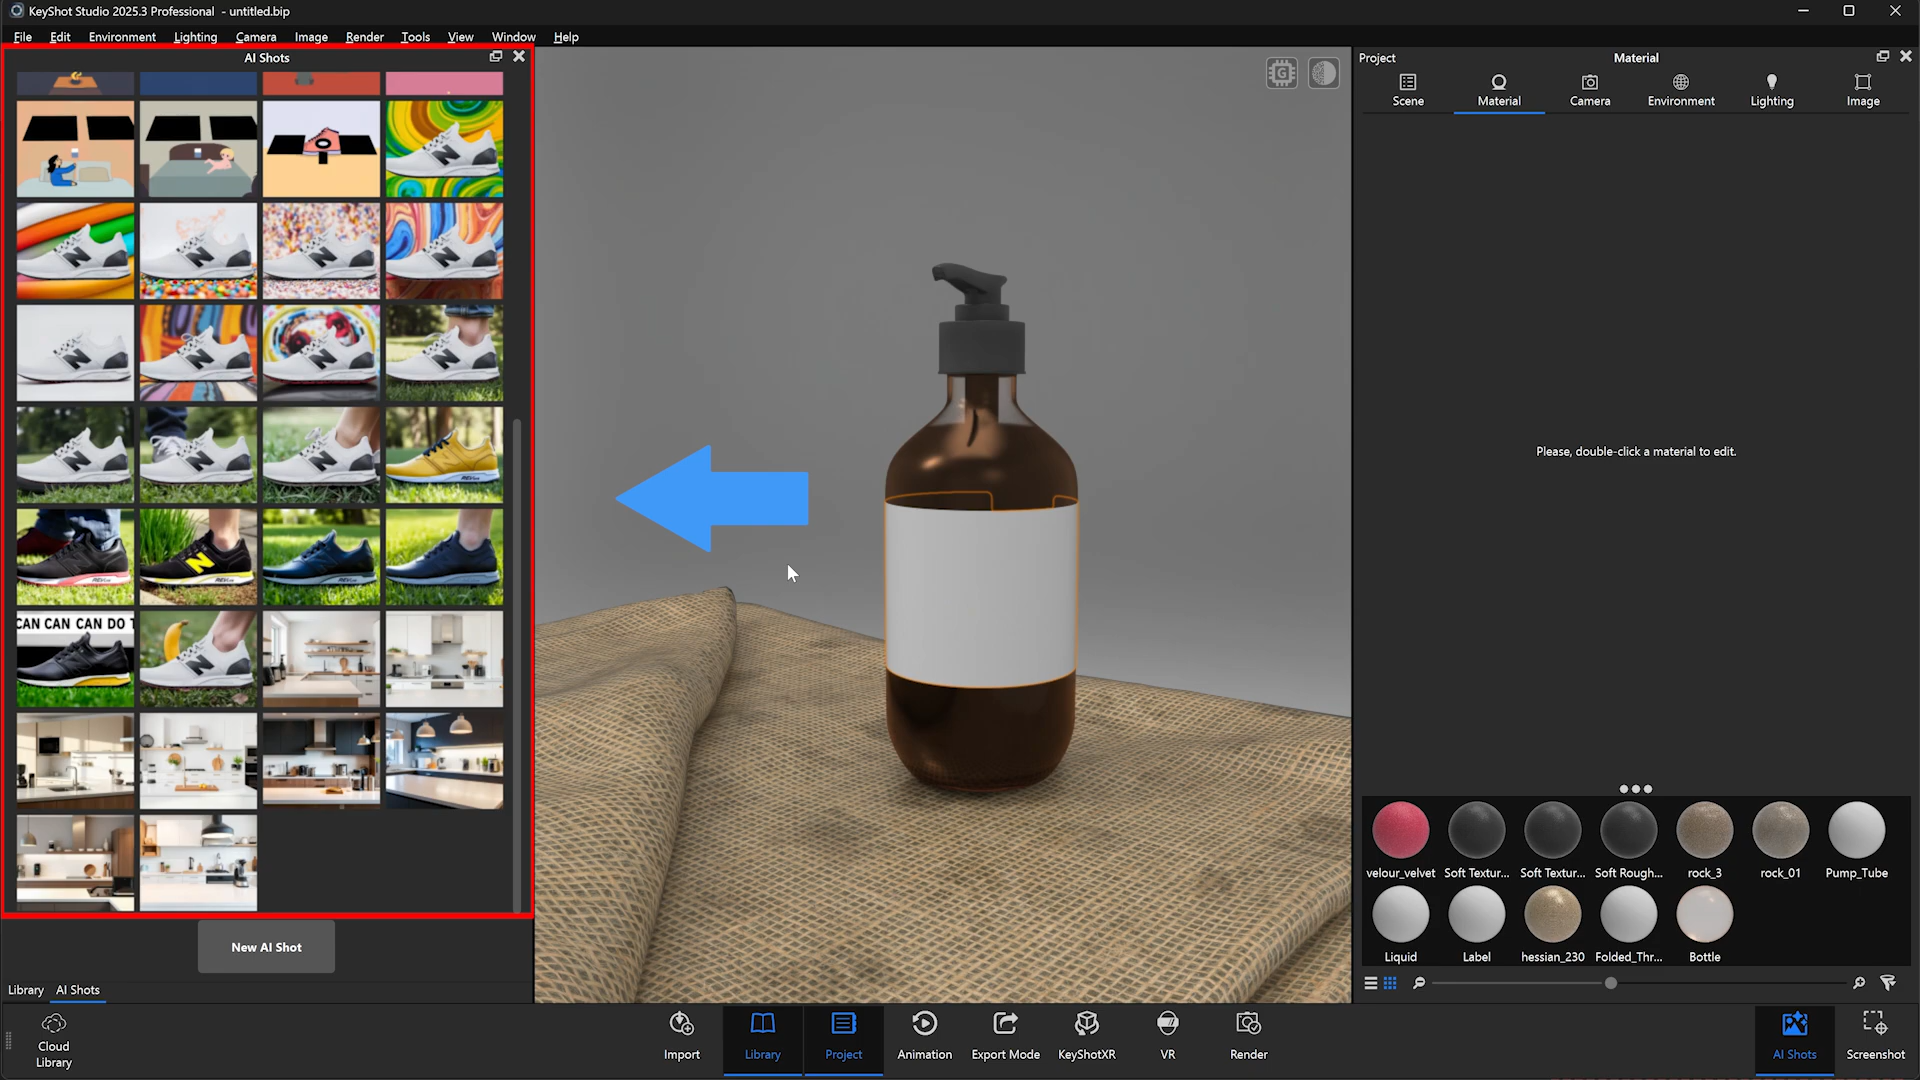 KeyShot Studio 2025.3 Professional - untitled.bip
File Edit Environment Lighting Camera Image Render Tools View Window Help
AI Shots
CAN CAN CAN DO T
New AI Shot
Library AI Shots
Cloud Library
Project
Material
Scene Material Camera Environment Lighting Image
Please, double-click a material to edit.
velour_velvet Soft Textur... Soft Textur... Soft Rough... rock_3 rock_01 Pump_Tube
Liquid Label hessian_230 Folded_Thr... Bottle
Import Library Project Animation Export Mode KeyShotXR VR Render
AI Shots Screenshot